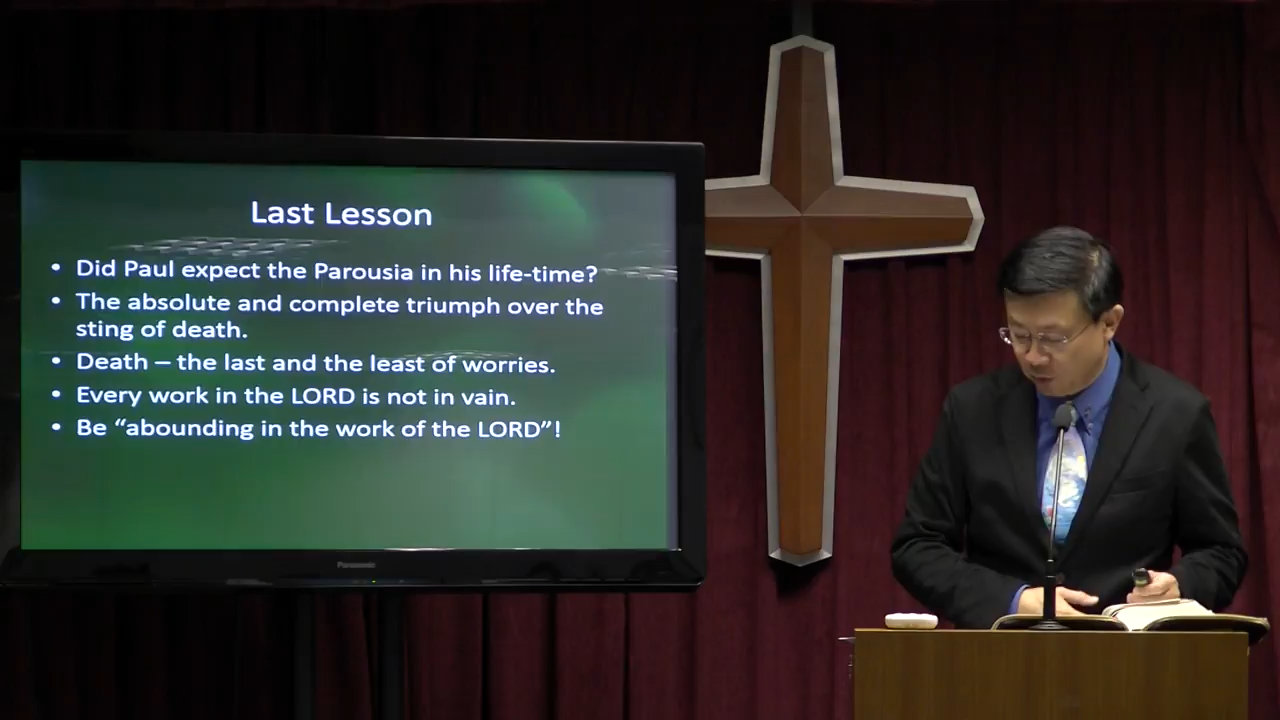 Last Lesson
• Did Paul expect the Parousia in his life-time?
• The absolute and complete triumph over the
sting of death.
• Death – the last and the least of worries.
• Every work in the LORD is not in vain.
• Be “abounding in the work of the LORD”!
Panasonic